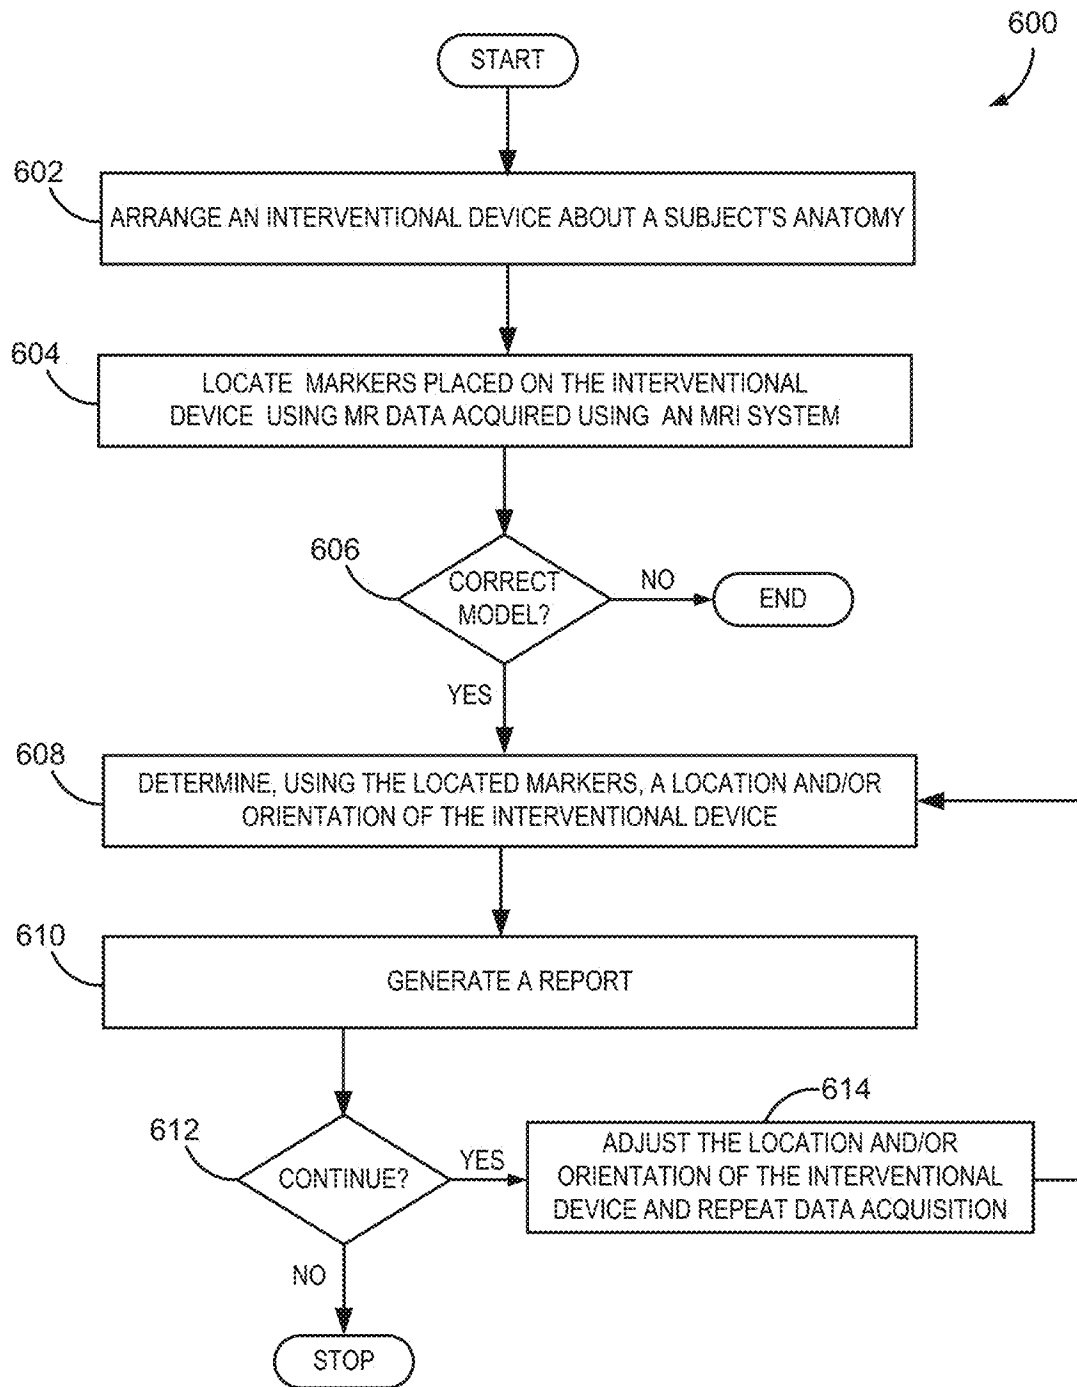 600
START
602
ARRANGE AN INTERVENTIONAL DEVICE ABOUT A SUBJECT'S ANATOMY
604
LOCATE MARKERS PLACED ON THE INTERVENTIONAL
DEVICE USING MR DATA ACQUIRED USING AN MRI SYSTEM
606
CORRECT
MODEL?
NO
END
YES
608
DETERMINE, USING THE LOCATED MARKERS, A LOCATION AND/OR
ORIENTATION OF THE INTERVENTIONAL DEVICE
610
GENERATE A REPORT
612
CONTINUE?
YES
614
ADJUST THE LOCATION AND/OR
ORIENTATION OF THE INTERVENTIONAL
DEVICE AND REPEAT DATA ACQUISITION
NO
STOP